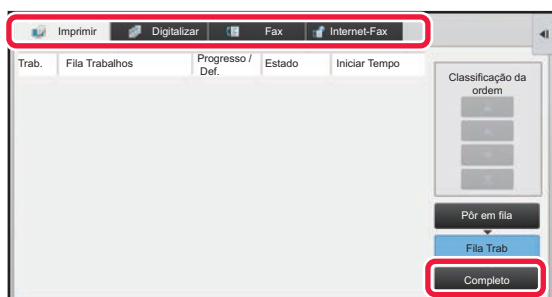 Imprimir Digitalizar Fax Internet-Fax
Trab. Fila Trabalhos Progresso / Def. Estado Iniciar Tempo
Classificação da
ordem
Pôr em fila
Fila Trab
Completo